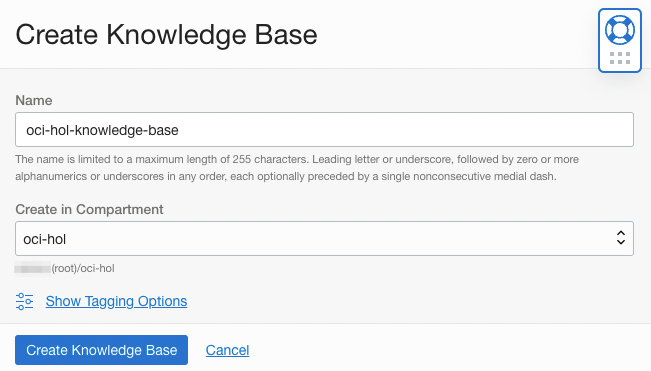 Create Knowledge Base
Name
oci-hol-knowledge-base
The name is limited to a maximum length of 255 characters. Leading letter or underscore, followed by zero or more
alphanumerics or underscores in any order, each optionally preceded by a single nonconsecutive medial dash.
Create in Compartment
oci-hol
(root)/oci-hol
Show Tagging Options
Create Knowledge Base Cancel